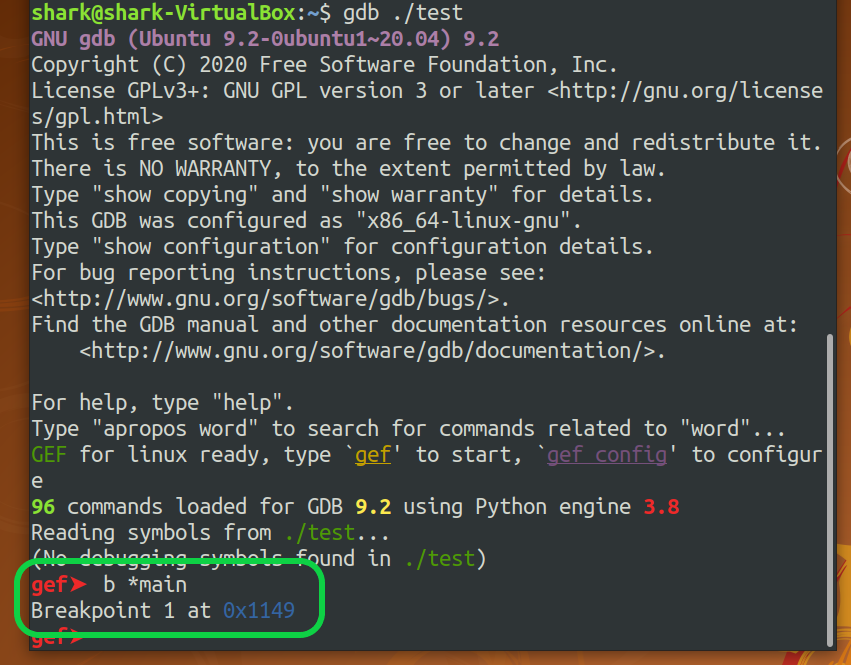 shark@shark-VirtualBox:~$ gdb ./test
GNU gdb (Ubuntu 9.2-0ubuntu1~20.04) 9.2
Copyright (C) 2020 Free Software Foundation, Inc.
License GPLv3+: GNU GPL version 3 or later <http://gnu.org/license
s/gpl.html>
This is free software: you are free to change and redistribute it.
There is NO WARRANTY, to the extent permitted by law.
Type "show copying" and "show warranty" for details.
This GDB was configured as "x86_64-linux-gnu".
Type "show configuration" for configuration details.
For bug reporting instructions, please see:
<http://www.gnu.org/software/gdb/bugs/>.
Find the GDB manual and other documentation resources online at:
    <http://www.gnu.org/software/gdb/documentation/>.
For help, type "help".
Type "apropos word" to search for commands related to "word"...
GEF for linux ready, type `gef' to start, `gef config' to configur
e
96 commands loaded for GDB 9.2 using Python engine 3.8
Reading symbols from ./test...
(No debugging symbols found in ./test)
gef➤  b *main
Breakpoint 1 at 0x1149
gef➤